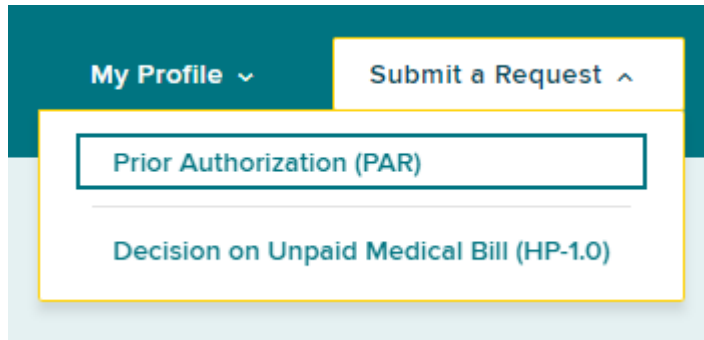 My Profile
Submit a Request
Prior Authorization (PAR)
Decision on Unpaid Medical Bill (HP-1.0)